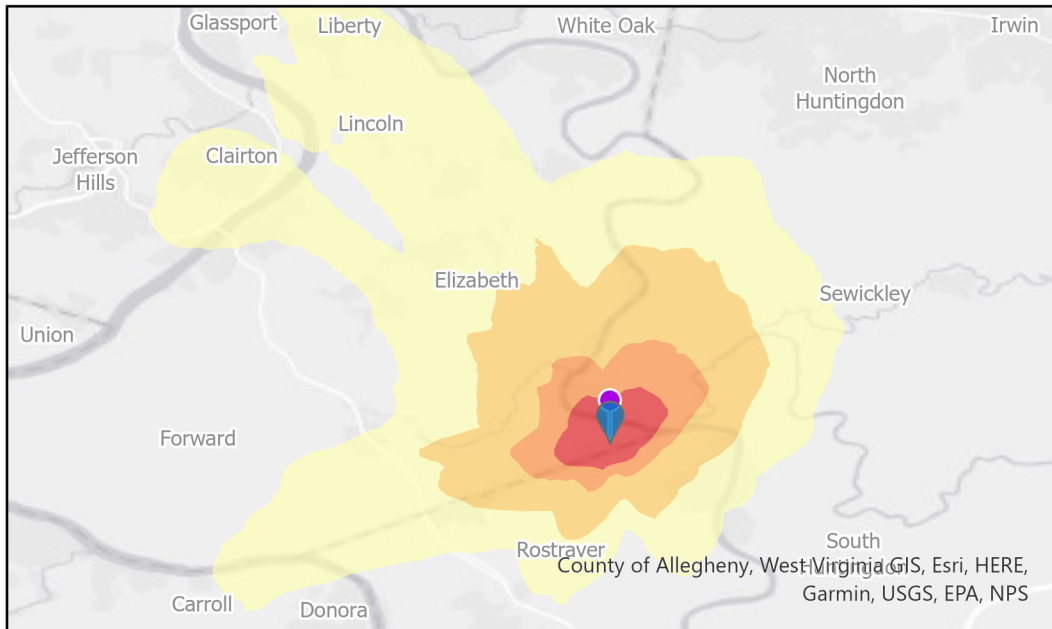 Glassport
Liberty
White Oak
Irwin
North
Huntingdon
Lincoln
Jefferson
Hills
Clairton
Elizabeth
Sewickley
Union
Forward
Rostraver
South
Huntingdon
County of Allegheny, West Virginia GIS, Esri, HERE,
Garmin, USGS, EPA, NPS
Carroll
Donora